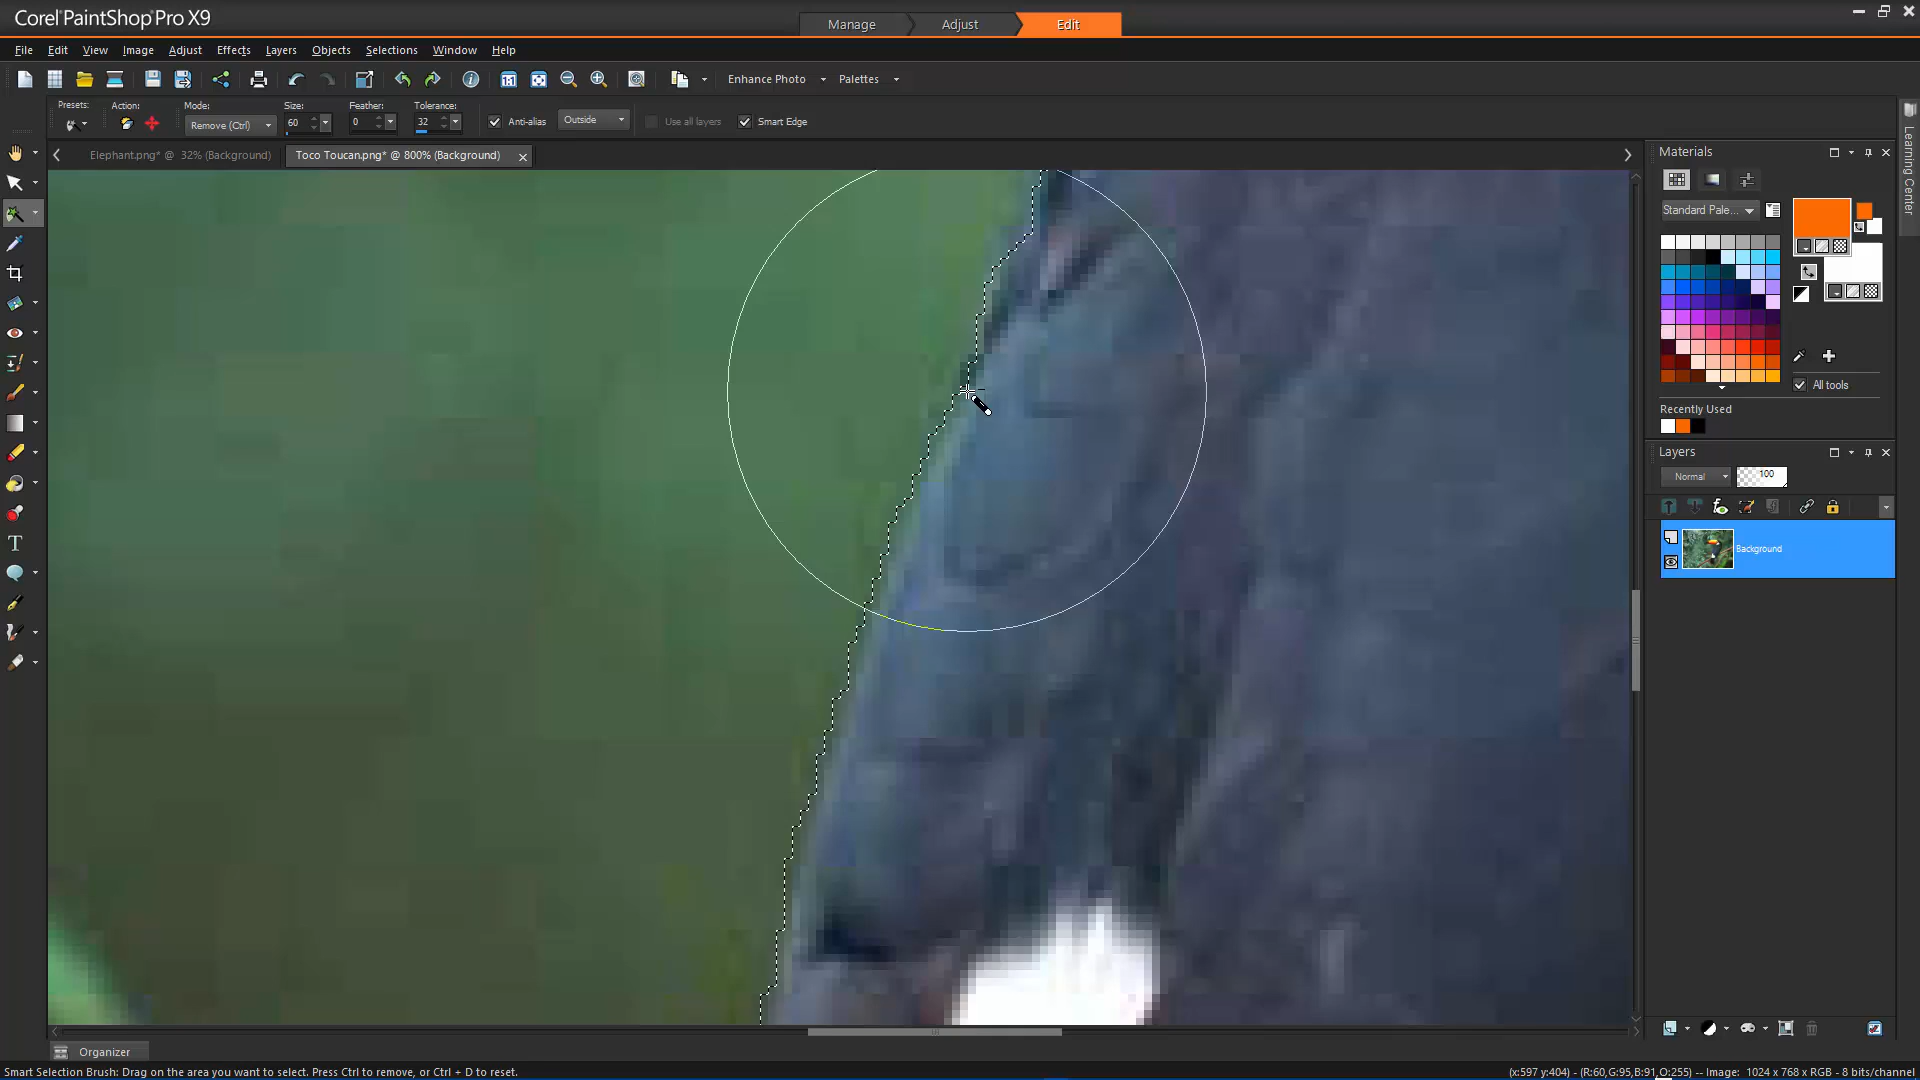 Corel PaintShop Pro X9
Manage Adjust Edit
File Edit View Image Adjust Effects Layers Objects Selections Window Help
Enhance Photo Palettes
Presets: Action: Mode: Size: Feather: Tolerance:
Remove (Ctrl) 60 0 32 Anti-alias Outside Use all layers Smart Edge
Elephant.png* @ 32% (Background) Toco Toucan.png* @ 800% (Background)
Learning Center
Materials
Standard Pale...
All tools
Recently Used
Layers
Normal 100
Background
Organizer
Smart Selection Brush: Drag on the area you want to select. Press Ctrl to remove, or Ctrl + D to reset.
(x:597 y:404) - (R:60,G:95,B:91,O:255) -- Image: 1024 x 768 x RGB - 8 bits/channel